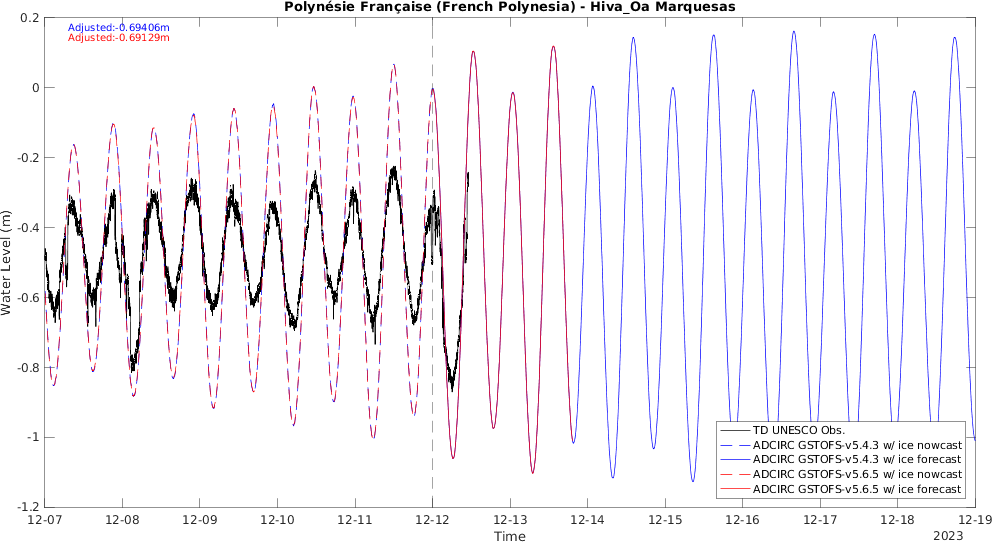 Polynésie Française (French Polynesia) - Hiva_Oa Marquesas
Adjusted:-0.69406m
Adjusted:-0.69129m
Water Level (m)
0.2
0
-0.2
-0.4
-0.6
-0.8
-1
-1.2
TD UNESCO Obs.
ADCIRC GSTOFS-v5.4.3 w/ ice nowcast
ADCIRC GSTOFS-v5.4.3 w/ ice forecast
ADCIRC GSTOFS-v5.6.5 w/ ice nowcast
ADCIRC GSTOFS-v5.6.5 w/ ice forecast
12-07 12-08 12-09 12-10 12-11 12-12 12-13 12-14 12-15 12-16 12-17 12-18 12-19
Time
2023